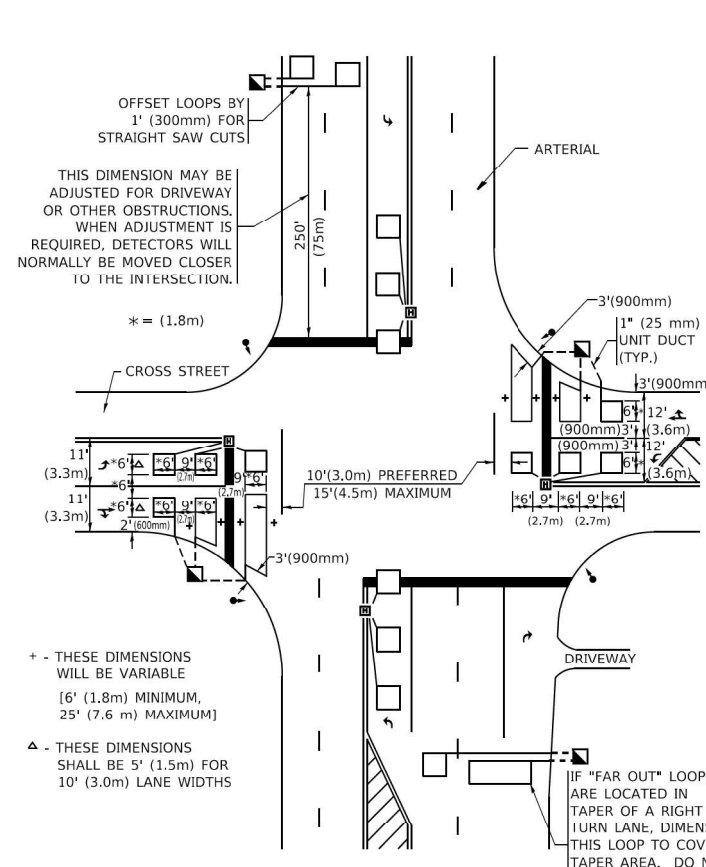 OFFSET LOOPS BY
1' (300mm) FOR
STRAIGHT SAW CUTS
THIS DIMENSION MAY BE
ADJUSTED FOR DRIVEWAY
OR OTHER OBSTRUCTIONS.
WHEN ADJUSTMENT IS
REQUIRED, DETECTORS WILL
NORMALLY BE MOVED CLOSER
TO THE INTERSECTION.
250'
(75m)
ARTERIAL
* = (1.8m)
3'(900mm)
1" (25 mm)
UNIT DUCT
(TYP.)
CROSS STREET
3'(900mm
6'*
12'
(3.6m)
(900mm)3'
(900mm) 3'
12'
6'*
(3.6m)
*6' 9' *6' 9' *6'
(2.7m) (2.7m)
10'(3.0m) PREFERRED
15'(4.5m) MAXIMUM
11'
(3.3m)
*6' △ *6' 9' *6'
(2.7m)
*6'
9' *6'
(2.7m)
11'
(3.3m)
*6' △ *6' 9' *6'
(2.7m)
2' (600mm)
3'(900mm)
H
H
H
H
+ - THESE DIMENSIONS
WILL BE VARIABLE
[6' (1.8m) MINIMUM,
25' (7.6 m) MAXIMUM]
△ - THESE DIMENSIONS
SHALL BE 5' (1.5m) FOR
10' (3.0m) LANE WIDTHS
DRIVEWAY
IF "FAR OUT" LOOP
ARE LOCATED IN
TAPER OF A RIGHT
TURN LANE, DIMENS
THIS LOOP TO COV
TAPER AREA. DO N